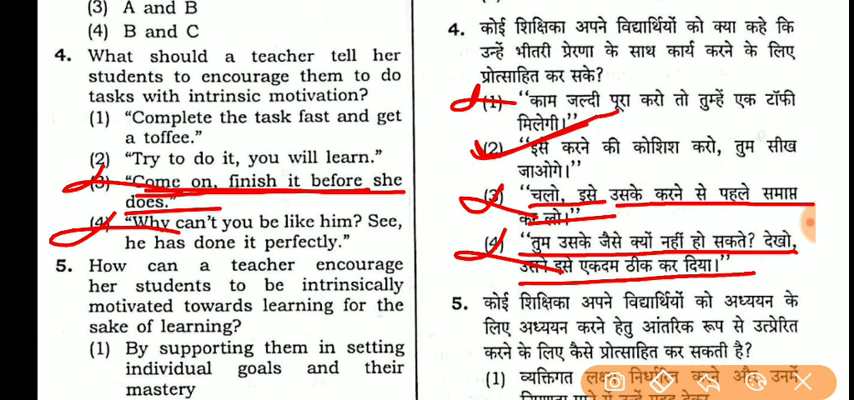 (3) A and B
(4) B and C
4. What should a teacher tell her
students to encourage them to do
tasks with intrinsic motivation?
(1) “Complete the task fast and get
a toffee.”
(2) “Try to do it, you will learn.”
(3) “Come on, finish it before she
does.”
(4) “Why can’t you be like him? See,
he has done it perfectly.”
5. How can a teacher encourage
her students to be intrinsically
motivated towards learning for the
sake of learning?
(1) By supporting them in setting
individual goals and their
mastery
4. कोई शिक्षिका अपने विद्यार्थियों को क्या कहे कि
उन्हें भीतरी प्रेरणा के साथ कार्य करने के लिए
प्रोत्साहित कर सके?
(1) “काम जल्दी पूरा करो तो तुम्हें एक टॉफी
मिलेगी।”
(2) “इसे करने की कोशिश करो, तुम सीख
जाओगे।”
(3) “चलो, इसे उसके करने से पहले समाप्त
कर लो।”
(4) “तुम उसके जैसे क्यों नहीं हो सकते? देखो,
उसने इसे एकदम ठीक कर दिया।”
5. कोई शिक्षिका अपने विद्यार्थियों को अध्ययन के
लिए अध्ययन करने हेतु आंतरिक रूप से उत्प्रेरित
करने के लिए कैसे प्रोत्साहित कर सकती है?
(1) व्यक्तिगत लक्ष्य निर्धारित करने और उनमें